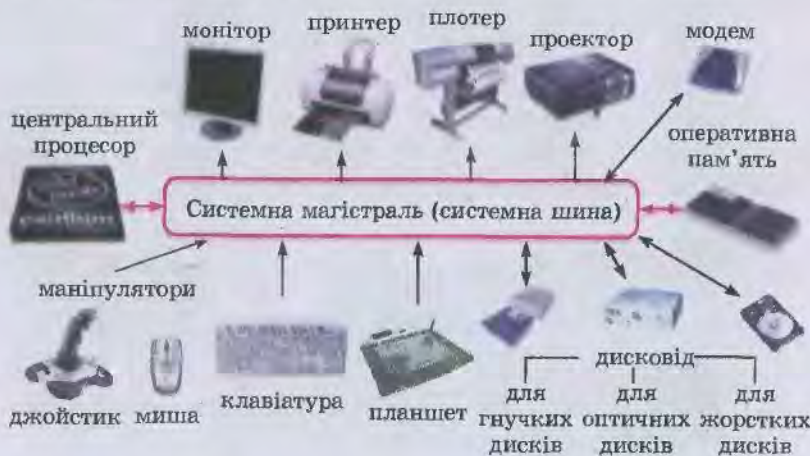 монітор
принтер
плотер
проектор
модем
центральний
процесор
оперативна
пам’ять
Системна магістраль (системна шина)
маніпулятори
джойстик
миша
клавіатура
планшет
дисковід
для
гнучких
дисків
для
оптичних
дисків
для
жорстких
дисків